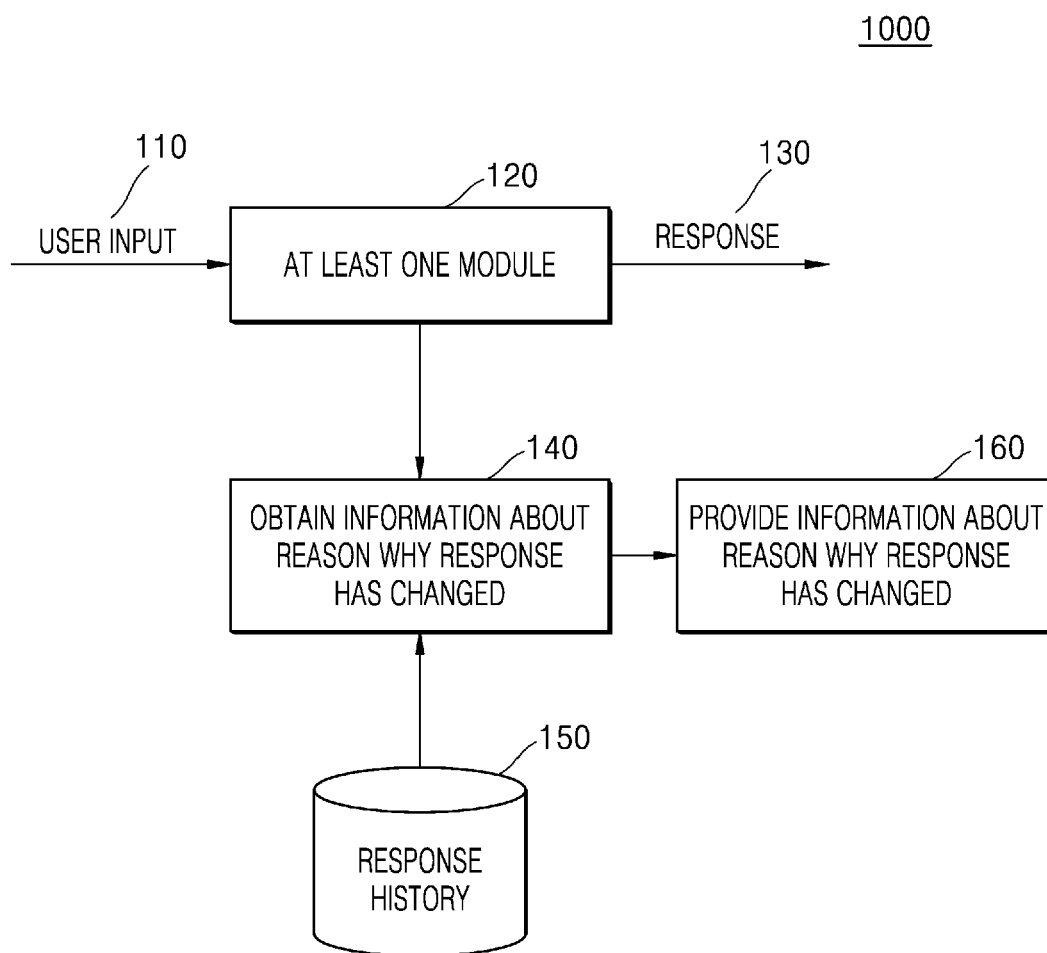 1000
110
120
130
USER INPUT
AT LEAST ONE MODULE
RESPONSE
140
160
OBTAIN INFORMATION ABOUT
REASON WHY RESPONSE
HAS CHANGED
PROVIDE INFORMATION ABOUT
REASON WHY RESPONSE
HAS CHANGED
150
RESPONSE
HISTORY